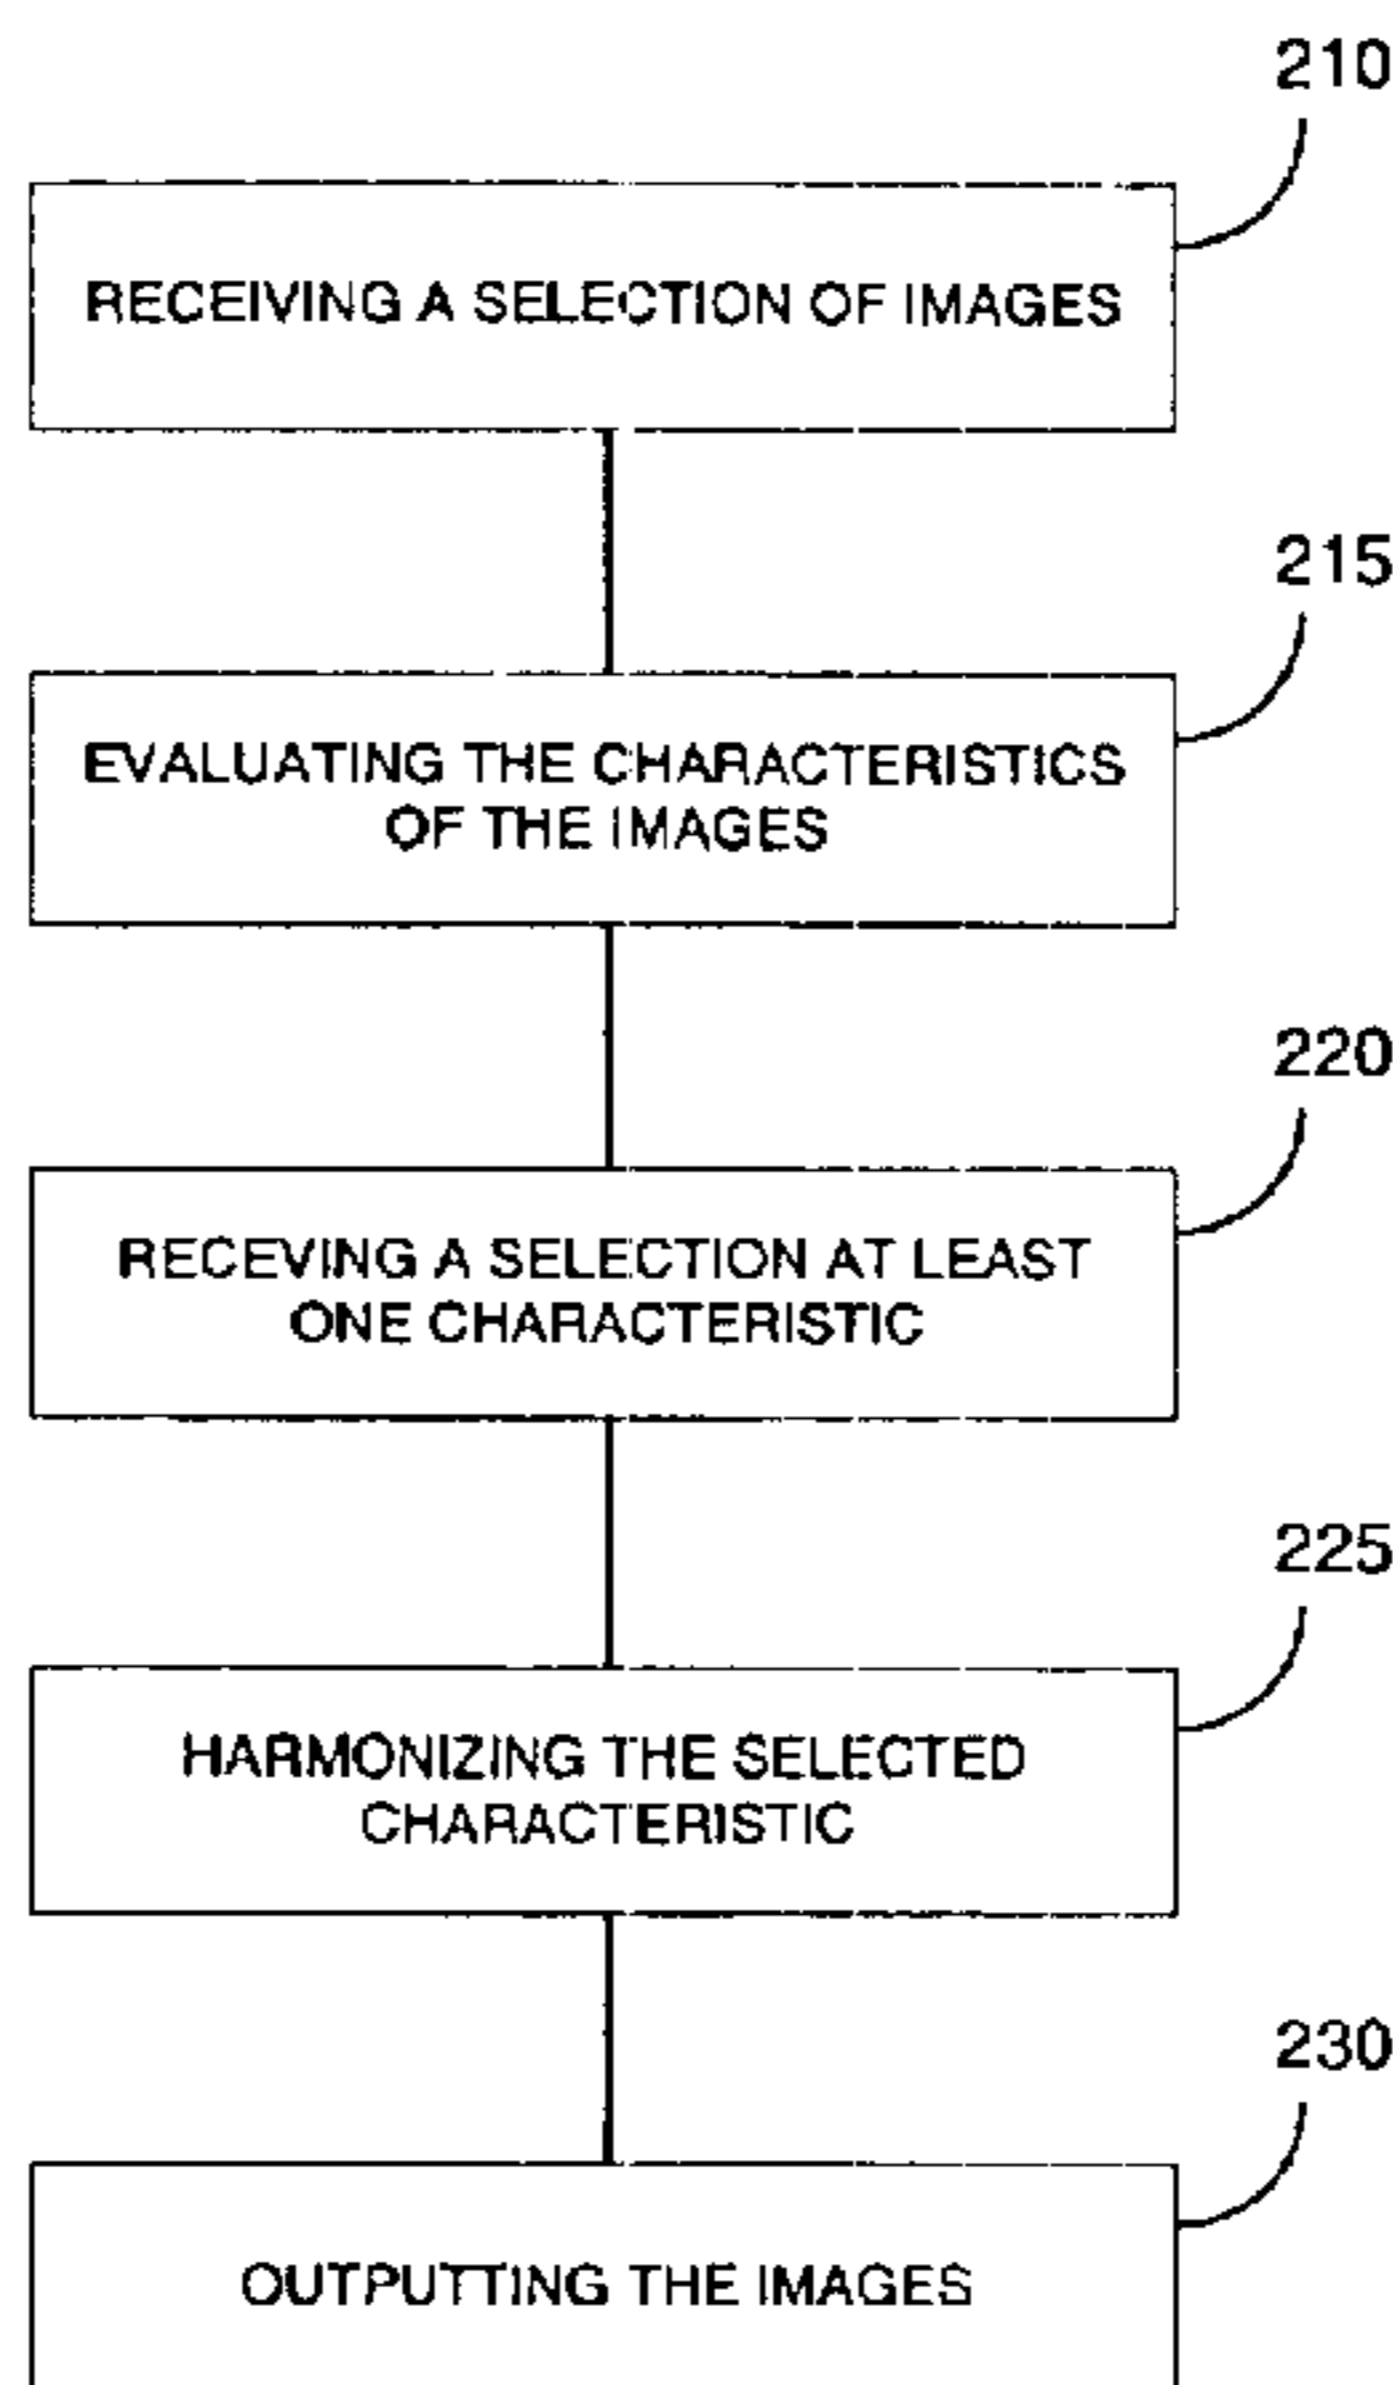 210
RECEIVING A SELECTION OF IMAGES
215
EVALUATING THE CHARACTERISTICS
OF THE IMAGES
220
RECEVING A SELECTION AT LEAST
ONE CHARACTERISTIC
225
HARMONIZING THE SELECTED
CHARACTERISTIC
230
OUTPUTTING THE IMAGES